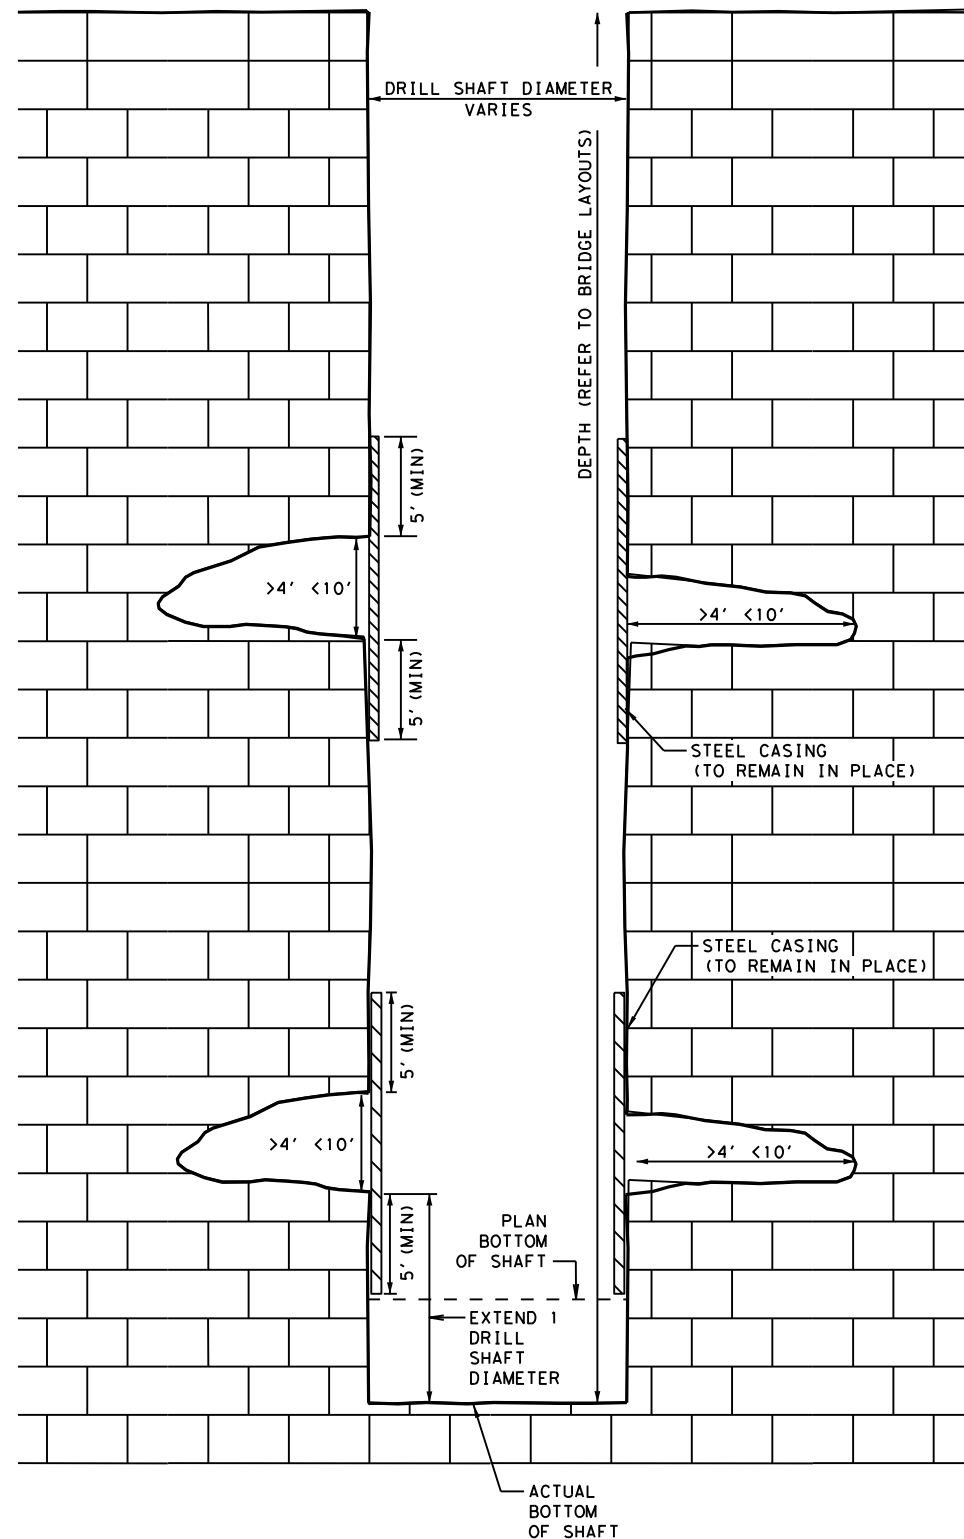 DRILL SHAFT DIAMETER
VARIES
DEPTH (REFER TO BRIDGE LAYOUTS)
5' (MIN)
>4' <10'
>4' <10'
5' (MIN)
STEEL CASING
(TO REMAIN IN PLACE)
STEEL CASING
(TO REMAIN IN PLACE)
5' (MIN)
>4' <10'
>4' <10'
5' (MIN)
PLAN
BOTTOM
OF SHAFT
EXTEND 1
DRILL
SHAFT
DIAMETER
ACTUAL
BOTTOM
OF SHAFT